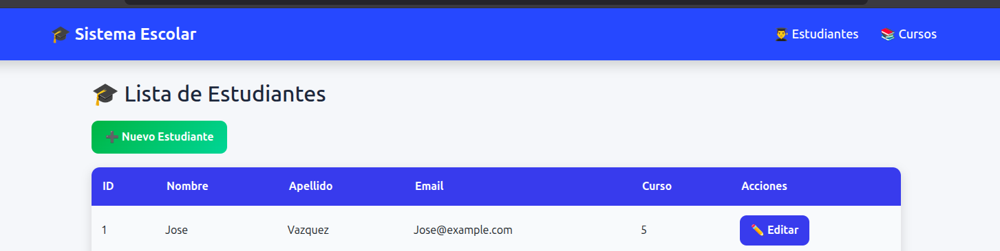 🎓 Sistema Escolar 👨‍🎓 Estudiantes 📚 Cursos
🎓 Lista de Estudiantes
➕ Nuevo Estudiante
ID Nombre Apellido Email Curso Acciones
1 Jose Vazquez Jose@example.com 5 ✏️ Editar